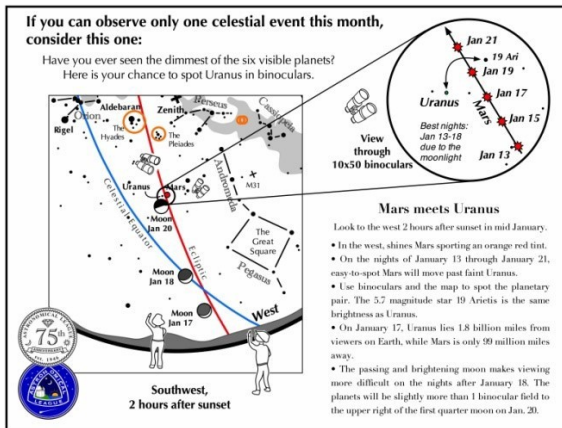 If you can observe only one celestial event this month,
consider this one:
Have you ever seen the dimmest of the six visible planets?
Here is your chance to spot Uranus in binoculars.
Jan 21
19 Ari
Jan 19
Uranus
Jan 17
Mars
Jan 15
Best nights:
Jan 13-18
due to the
moonlight
Jan 13
View
through
10x50 binoculars
Orion
Aldebaran
Zenith
Perseus
Cassiopeia
Rigel
The
Hyades
The
Pleiades
Uranus
Mars
Andromeda
M31
Moon
Jan 20
The
Great
Square
Pegasus
Celestial Equator
Ecliptic
Moon
Jan 18
Moon
Jan 17
West
Southwest,
2 hours after sunset
ASTRONOMICAL LEAGUE
75th
ANNIVERSARY
EST. 1946
ASTRONOMICAL
LEAGUE
Mars meets Uranus
Look to the west 2 hours after sunset in mid January.
• In the west, shines Mars sporting an orange red tint.
• On the nights of January 13 through January 21,
easy-to-spot Mars will move past faint Uranus.
• Use binoculars and the map to spot the planetary
pair. The 5.7 magnitude star 19 Arietis is the same
brightness as Uranus.
• On January 17, Uranus lies 1.8 billion miles from
viewers on Earth, while Mars is only 99 million miles
away.
• The passing and brightening moon makes viewing
more difficult on the nights after January 18. The
planets will be slightly more than 1 binocular field to
the upper right of the first quarter moon on Jan. 20.